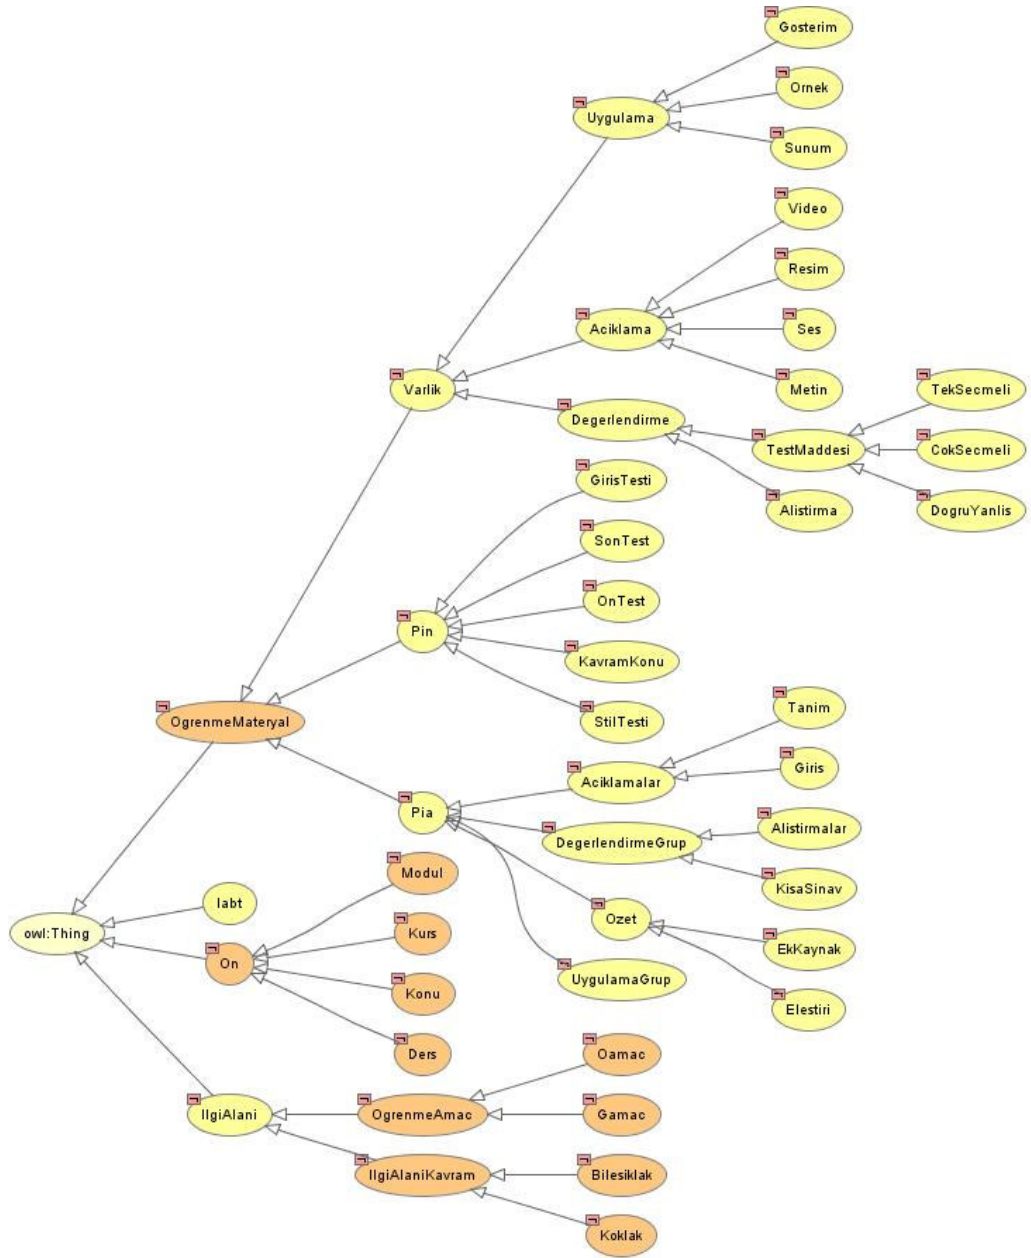 Gosterim
Ornek
Uygulama
Sunum
Video
Resim
Aciklama
Ses
Varlik
Metin
TekSecmeli
Degerlendirme
TestMaddesi
CokSecmeli
GirisTesti
Alistirma
DogruYanlis
SonTest
OnTest
Pin
KavramKonu
OgrenmeMateryal
StilTesti
Tanim
Aciklamalar
Giris
Pia
DegerlendirmeGrup
Alistirmalar
Modul
KisaSinav
Iabt
Ozet
owl:Thing
Kurs
EkKaynak
On
UygulamaGrup
Konu
Elestiri
Ders
Oamac
IlgiAlani
OgrenmeAmac
Gamac
IlgiAlaniKavram
Bilesiklak
Koklak